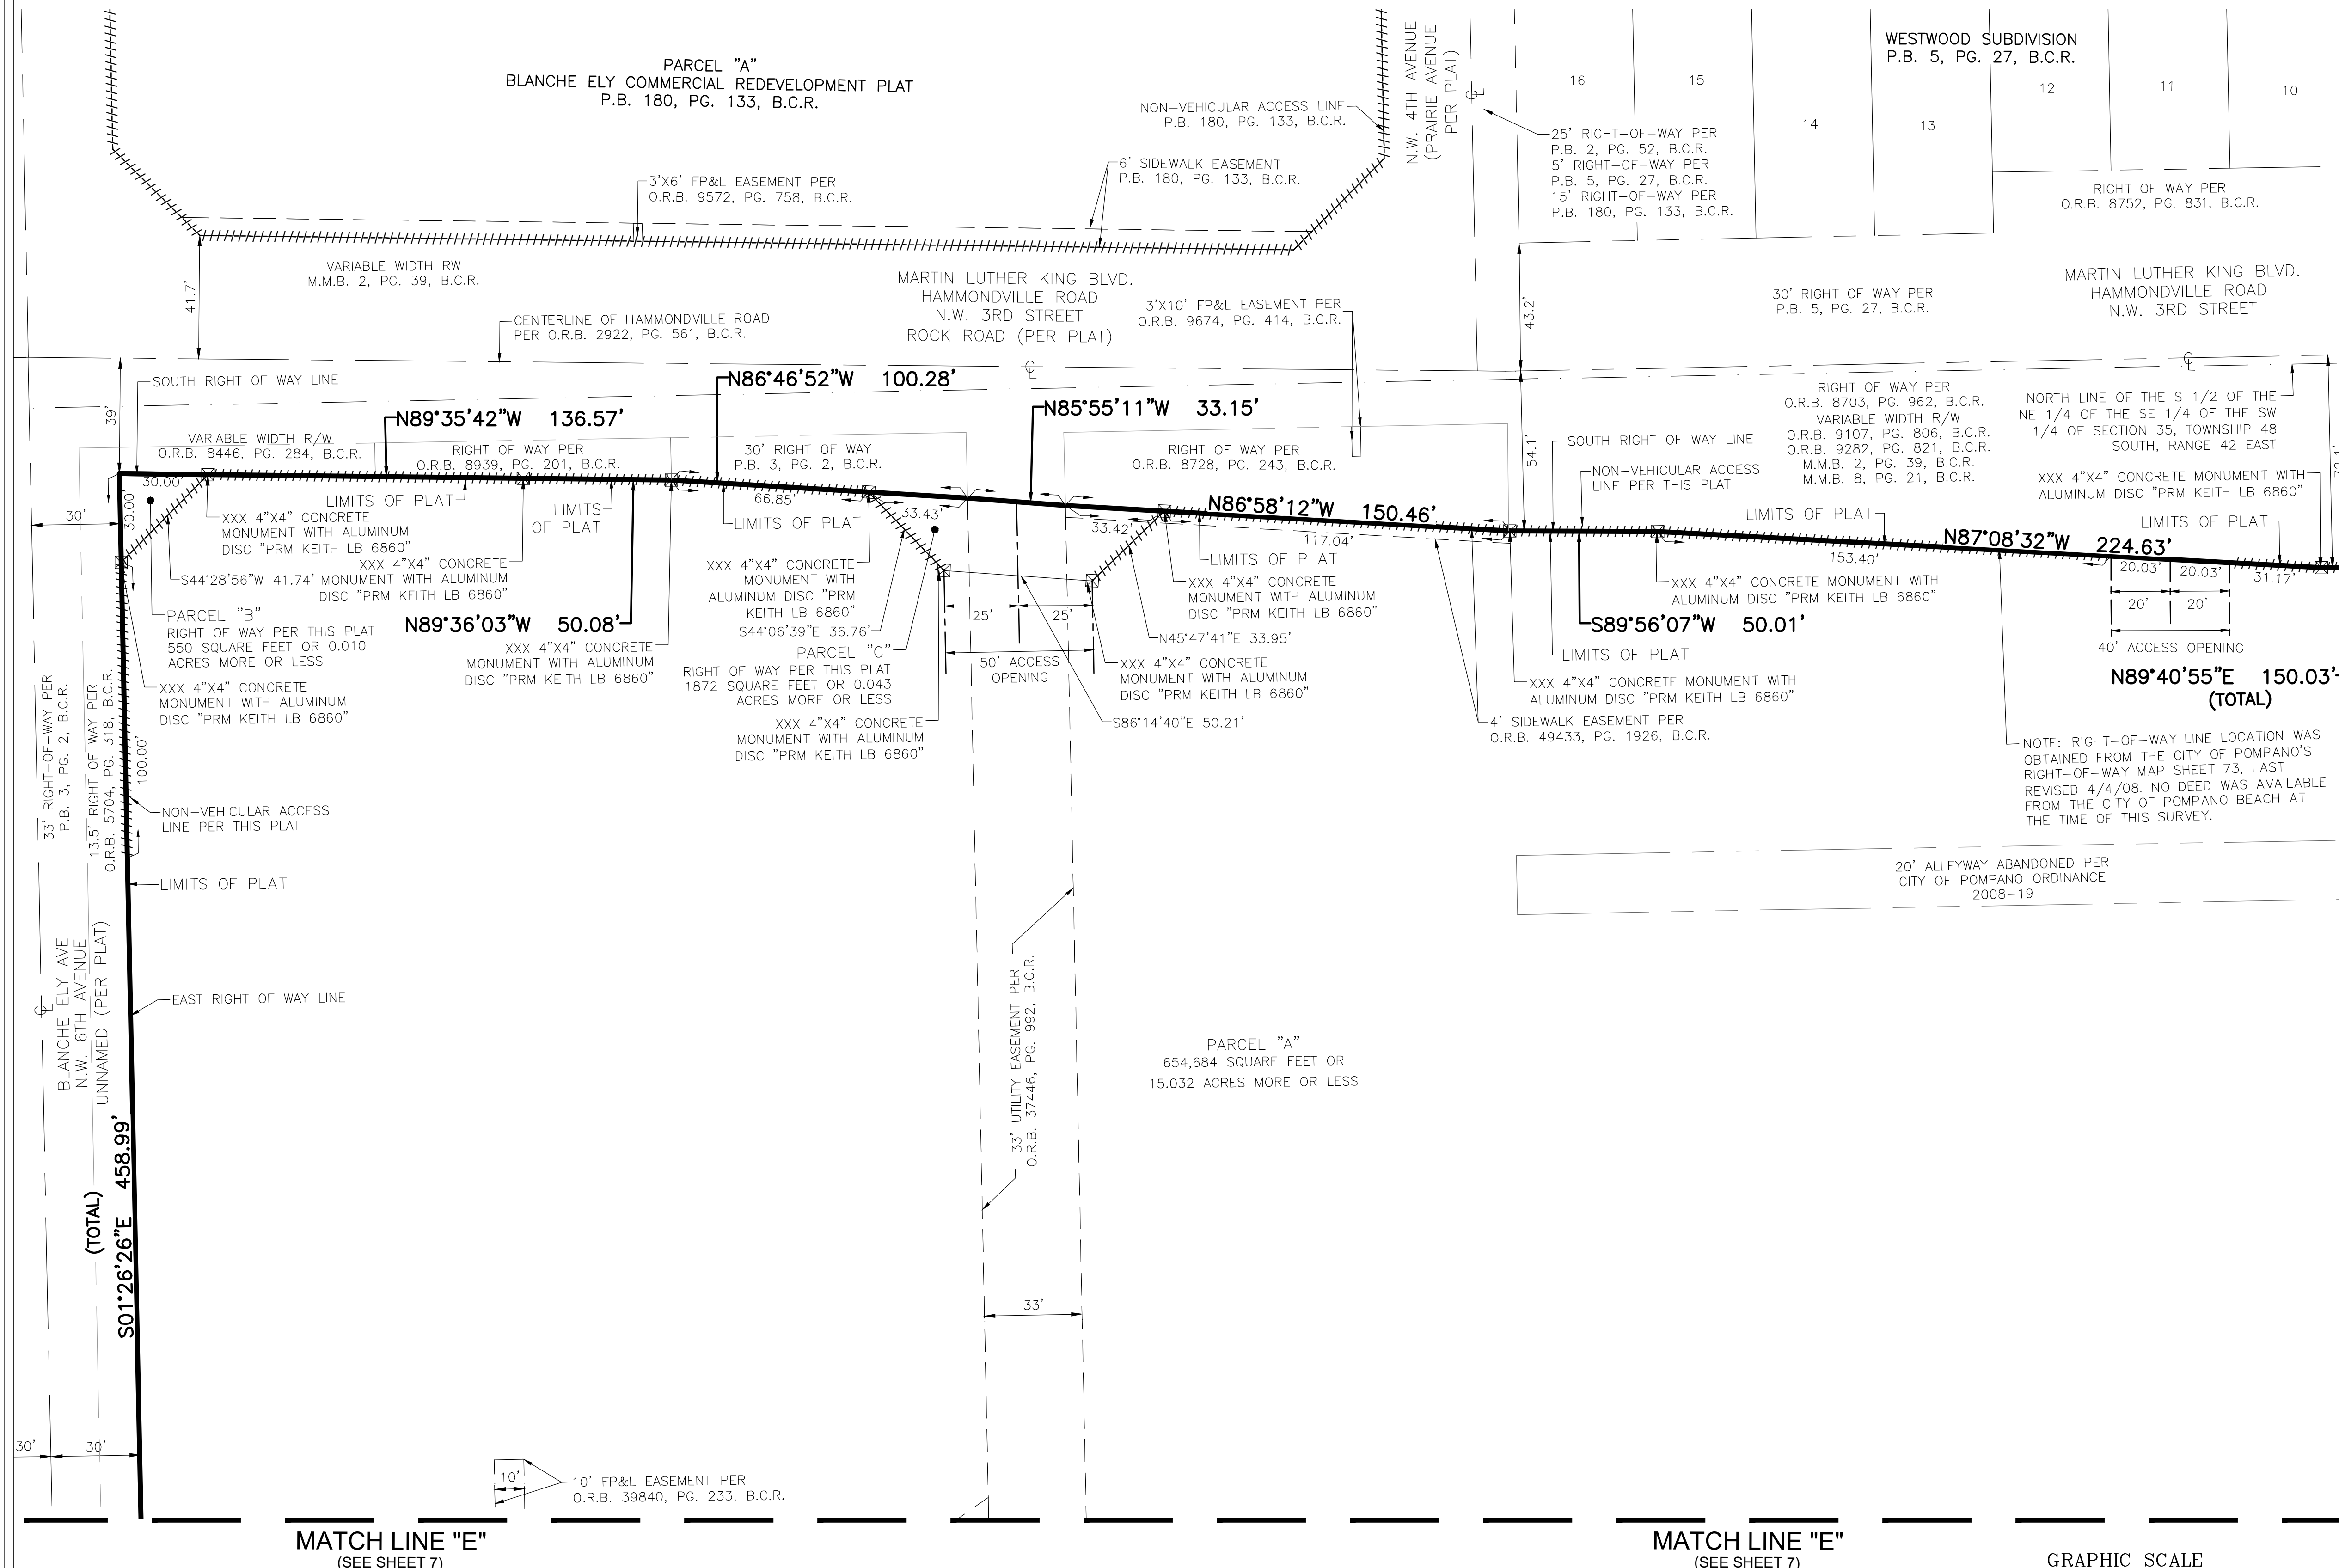 PARCEL "A"
BLANCHE ELY COMMERCIAL REDEVELOPMENT PLAT
P.B. 180, PG. 133, B.C.R.
NON-VEHICULAR ACCESS LINE
P.B. 180, PG. 133, B.C.R.
N.W. 4TH AVENUE
(PRAIRIE AVENUE
PER PLAT)
℄
WESTWOOD SUBDIVISION
P.B. 5, PG. 27, B.C.R.
16
15
14
13
12
11
10
25' RIGHT-OF-WAY PER
P.B. 2, PG. 52, B.C.R.
5' RIGHT-OF-WAY PER
P.B. 5, PG. 27, B.C.R.
15' RIGHT-OF-WAY PER
P.B. 180, PG. 133, B.C.R.
RIGHT OF WAY PER
O.R.B. 8752, PG. 831, B.C.R.
3'X6' FP&L EASEMENT PER
O.R.B. 9572, PG. 758, B.C.R.
6' SIDEWALK EASEMENT
P.B. 180, PG. 133, B.C.R.
41.7'
VARIABLE WIDTH RW
M.M.B. 2, PG. 39, B.C.R.
CENTERLINE OF HAMMONDVILLE ROAD
PER O.R.B. 2922, PG. 561, B.C.R.
MARTIN LUTHER KING BLVD.
HAMMONDVILLE ROAD
N.W. 3RD STREET
ROCK ROAD (PER PLAT)
3'X10' FP&L EASEMENT PER
O.R.B. 9674, PG. 414, B.C.R.
43.2'
30' RIGHT OF WAY PER
P.B. 5, PG. 27, B.C.R.
MARTIN LUTHER KING BLVD.
HAMMONDVILLE ROAD
N.W. 3RD STREET
℄
℄
39'
SOUTH RIGHT OF WAY LINE
N89°35'42"W 136.57'
N86°46'52"W 100.28'
N85°55'11"W 33.15'
VARIABLE WIDTH R/W
O.R.B. 8446, PG. 284, B.C.R.
RIGHT OF WAY PER
O.R.B. 8939, PG. 201, B.C.R.
30' RIGHT OF WAY
P.B. 3, PG. 2, B.C.R.
RIGHT OF WAY PER
O.R.B. 8728, PG. 243, B.C.R.
54.1'
SOUTH RIGHT OF WAY LINE
NON-VEHICULAR ACCESS
LINE PER THIS PLAT
RIGHT OF WAY PER
O.R.B. 8703, PG. 962, B.C.R.
VARIABLE WIDTH R/W
O.R.B. 9107, PG. 806, B.C.R.
O.R.B. 9282, PG. 821, B.C.R.
M.M.B. 2, PG. 39, B.C.R.
M.M.B. 8, PG. 21, B.C.R.
NORTH LINE OF THE S 1/2 OF THE
NE 1/4 OF THE SE 1/4 OF THE SW
1/4 OF SECTION 35, TOWNSHIP 48
SOUTH, RANGE 42 EAST
XXX 4"X4" CONCRETE MONUMENT WITH
ALUMINUM DISC "PRM KEITH LB 6860"
LIMITS OF PLAT
30'
30.00'
30.00'
XXX 4"X4" CONCRETE
MONUMENT WITH ALUMINUM
DISC "PRM KEITH LB 6860"
LIMITS OF PLAT
LIMITS
OF PLAT
66.85'
LIMITS OF PLAT
33.43'
33.42'
N86°58'12"W 150.46'
117.04'
LIMITS OF PLAT
LIMITS OF PLAT
N87°08'32"W 224.63'
153.40'
20.03'
20.03'
31.17'
20'
20'
40' ACCESS OPENING
N89°40'55"E 150.03'
(TOTAL)
S44°28'56"W 41.74'
XXX 4"X4" CONCRETE
MONUMENT WITH ALUMINUM
DISC "PRM KEITH LB 6860"
N89°36'03"W 50.08'
XXX 4"X4" CONCRETE
MONUMENT WITH ALUMINUM
DISC "PRM KEITH LB 6860"
XXX 4"X4" CONCRETE
MONUMENT WITH
ALUMINUM DISC "PRM
KEITH LB 6860"
S44°06'39"E 36.76'
PARCEL "C"
RIGHT OF WAY PER THIS PLAT
1872 SQUARE FEET OR 0.043
ACRES MORE OR LESS
XXX 4"X4" CONCRETE
MONUMENT WITH ALUMINUM
DISC "PRM KEITH LB 6860"
25'
25'
50' ACCESS
OPENING
XXX 4"X4" CONCRETE
MONUMENT WITH ALUMINUM
DISC "PRM KEITH LB 6860"
N45°47'41"E 33.95'
XXX 4"X4" CONCRETE
MONUMENT WITH ALUMINUM
DISC "PRM KEITH LB 6860"
S86°14'40"E 50.21'
S89°56'07"W 50.01'
LIMITS OF PLAT
XXX 4"X4" CONCRETE MONUMENT WITH
ALUMINUM DISC "PRM KEITH LB 6860"
XXX 4"X4" CONCRETE MONUMENT WITH
ALUMINUM DISC "PRM KEITH LB 6860"
4' SIDEWALK EASEMENT PER
O.R.B. 49433, PG. 1926, B.C.R.
NOTE: RIGHT-OF-WAY LINE LOCATION WAS
OBTAINED FROM THE CITY OF POMPANO'S
RIGHT-OF-WAY MAP SHEET 73, LAST
REVISED 4/4/08. NO DEED WAS AVAILABLE
FROM THE CITY OF POMPANO BEACH AT
THE TIME OF THIS SURVEY.
PARCEL "B"
RIGHT OF WAY PER THIS PLAT
550 SQUARE FEET OR 0.010
ACRES MORE OR LESS
XXX 4"X4" CONCRETE
MONUMENT WITH ALUMINUM
DISC "PRM KEITH LB 6860"
33' RIGHT-OF-WAY PER
P.B. 3, PG. 2, B.C.R.
13.5' RIGHT OF WAY PER
O.R.B. 5704, PG. 318, B.C.R.
100.00'
NON-VEHICULAR ACCESS
LINE PER THIS PLAT
LIMITS OF PLAT
20' ALLEYWAY ABANDONED PER
CITY OF POMPANO ORDINANCE
2008-19
℄
BLANCHE ELY AVE
N.W. 6TH AVENUE
UNNAMED (PER PLAT)
EAST RIGHT OF WAY LINE
33' UTILITY EASEMENT PER
O.R.B. 37446, PG. 992, B.C.R.
PARCEL "A"
654,684 SQUARE FEET OR
15.032 ACRES MORE OR LESS
(TOTAL)
S01°26'26"E 458.99'
33'
30'
30'
10'
10' FP&L EASEMENT PER
O.R.B. 39840, PG. 233, B.C.R.
MATCH LINE "E"
(SEE SHEET 7)
MATCH LINE "E"
(SEE SHEET 7)
GRAPHIC SCALE